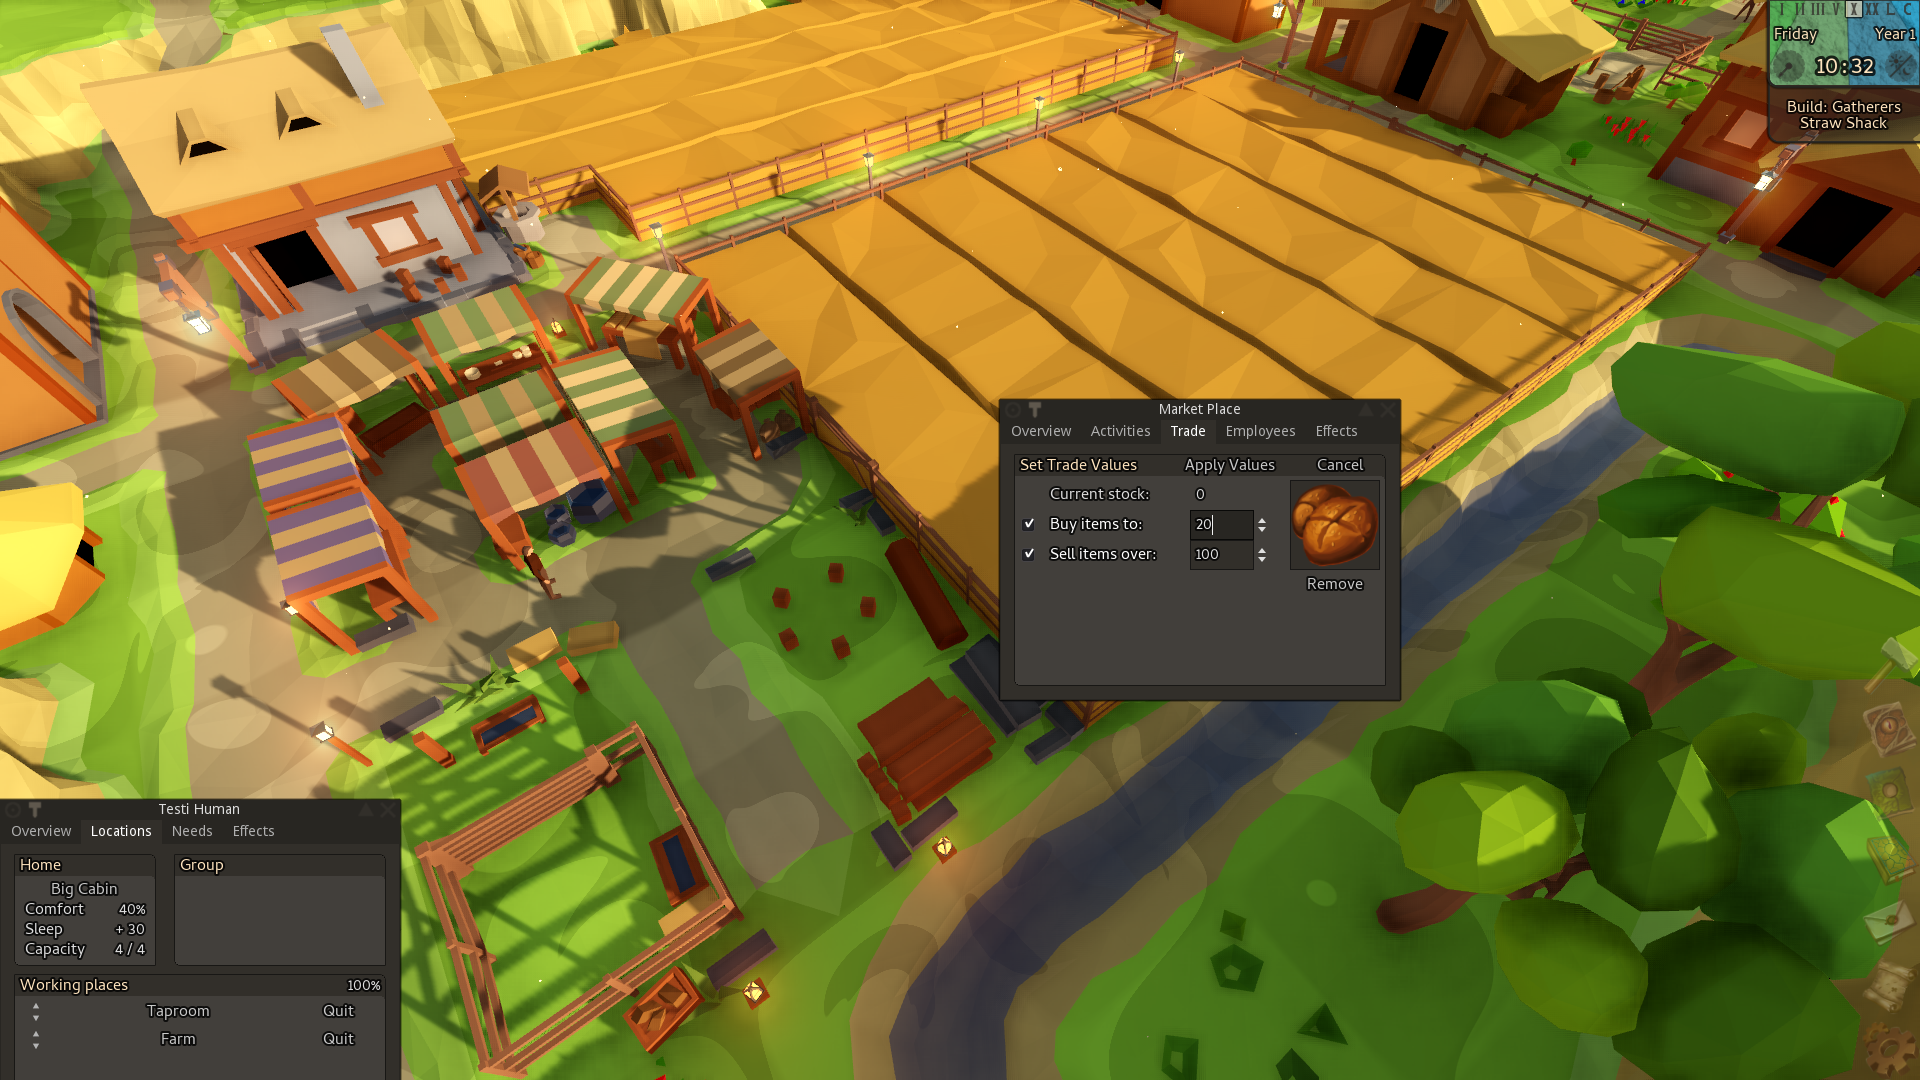 I II III V X XX L C
Friday Year 1
10:32
Build: Gatherers
Straw Shack
Market Place
Overview Activities Trade Employees Effects
Set Trade Values Apply Values Cancel
Current stock: 0
Buy items to: 20
Sell items over: 100
Remove
Testi Human
Overview Locations Needs Effects
Home
Big Cabin
Comfort 40%
Sleep + 30
Capacity 4 / 4
Group
Working places 100%
Taproom Quit
Farm Quit